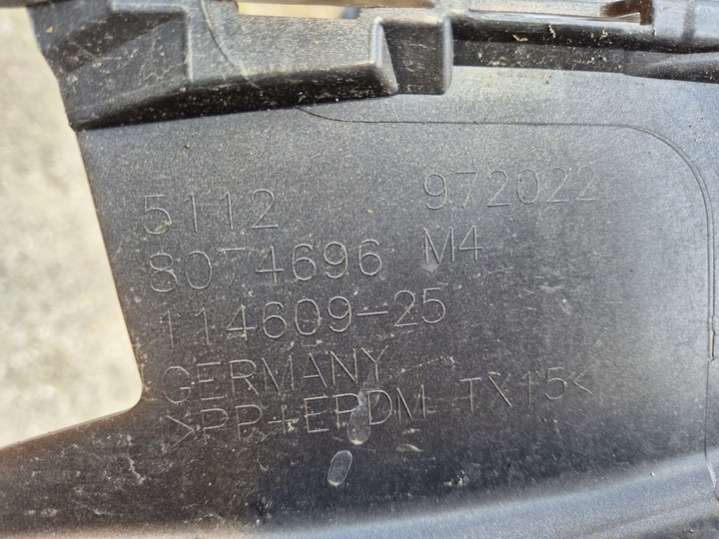 5112 972022
8074696 M4
114609-25
GERMANY
>PP+EPDM TX15<